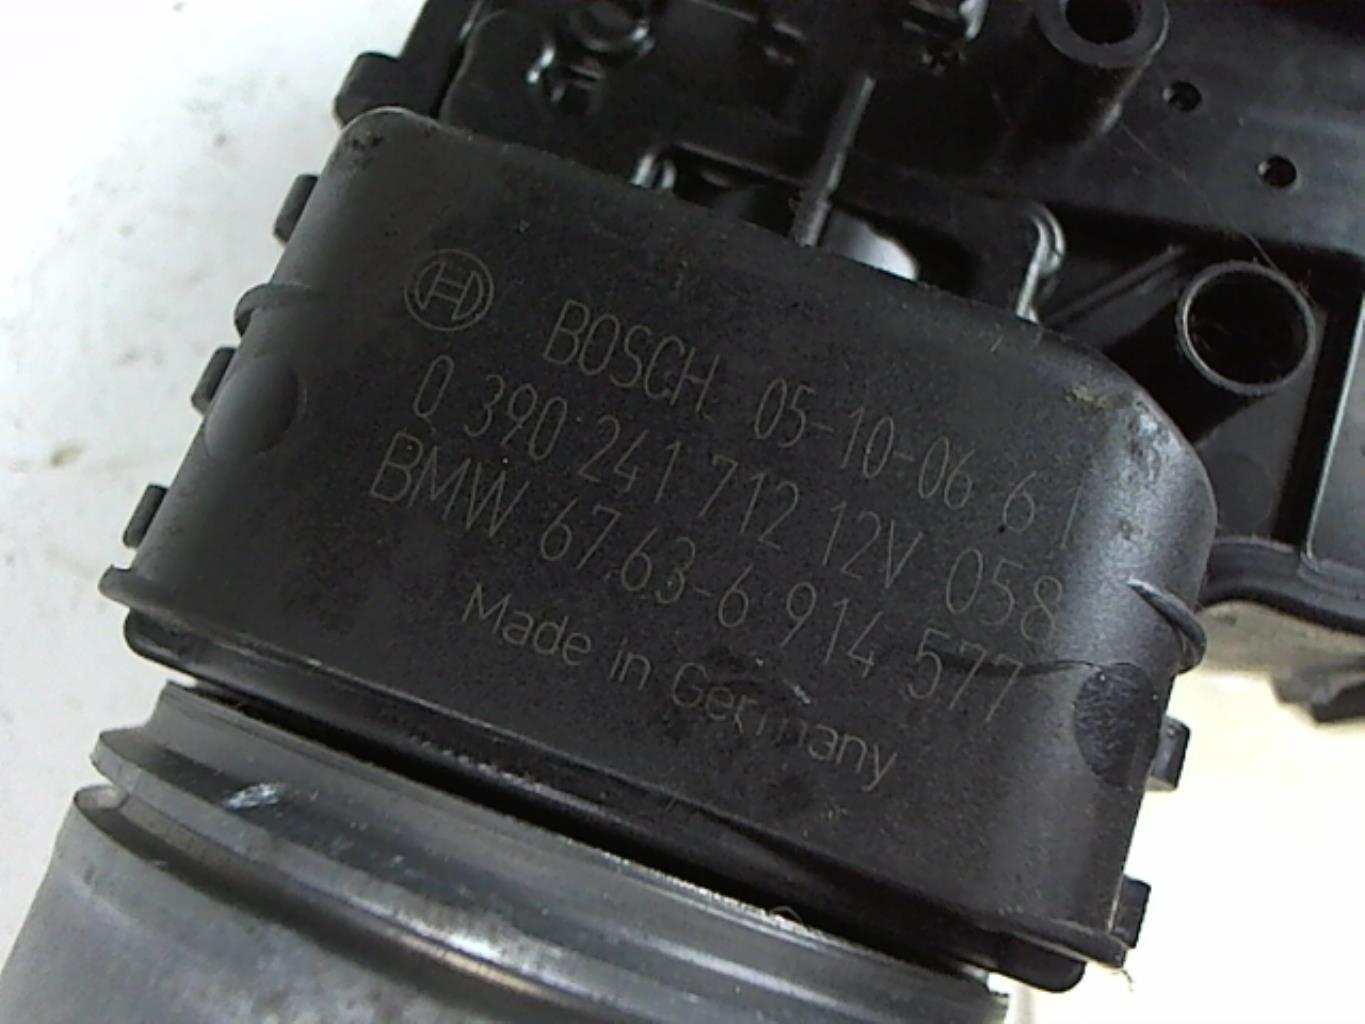 BOSCH 05-10-06 61
0 390 241 712 12V 058
BMW 67.63-6 914 577
Made in Germany